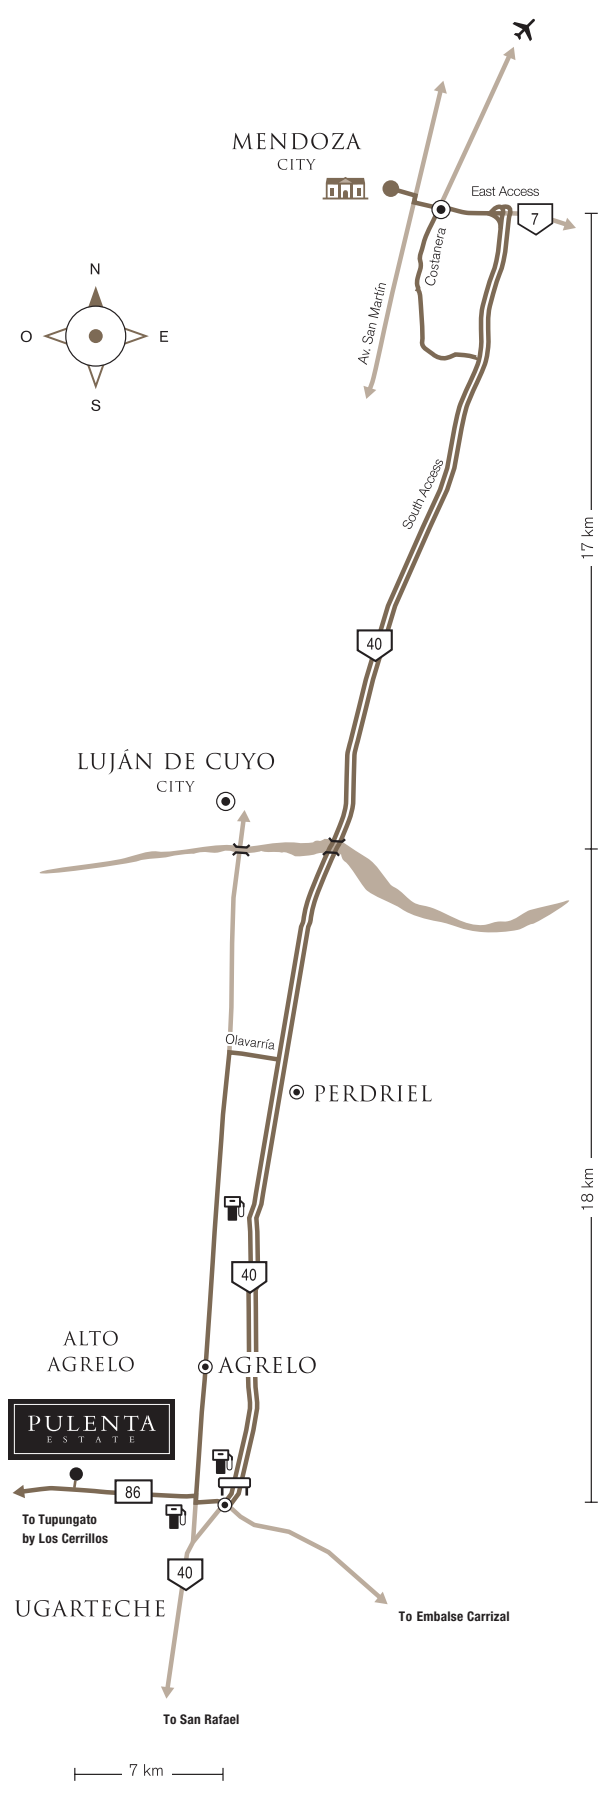 MENDOZA
CITY
East Access
7
Costanera
Av. San Martín
N
O
E
S
South Access
17 km
40
LUJÁN DE CUYO
CITY
Olavarría
PERDRIEL
18 km
40
ALTO
AGRELO
AGRELO
PULENTA
ESTATE
86
To Tupungato
by Los Cerrillos
40
UGARTECHE
To Embalse Carrizal
To San Rafael
7 km